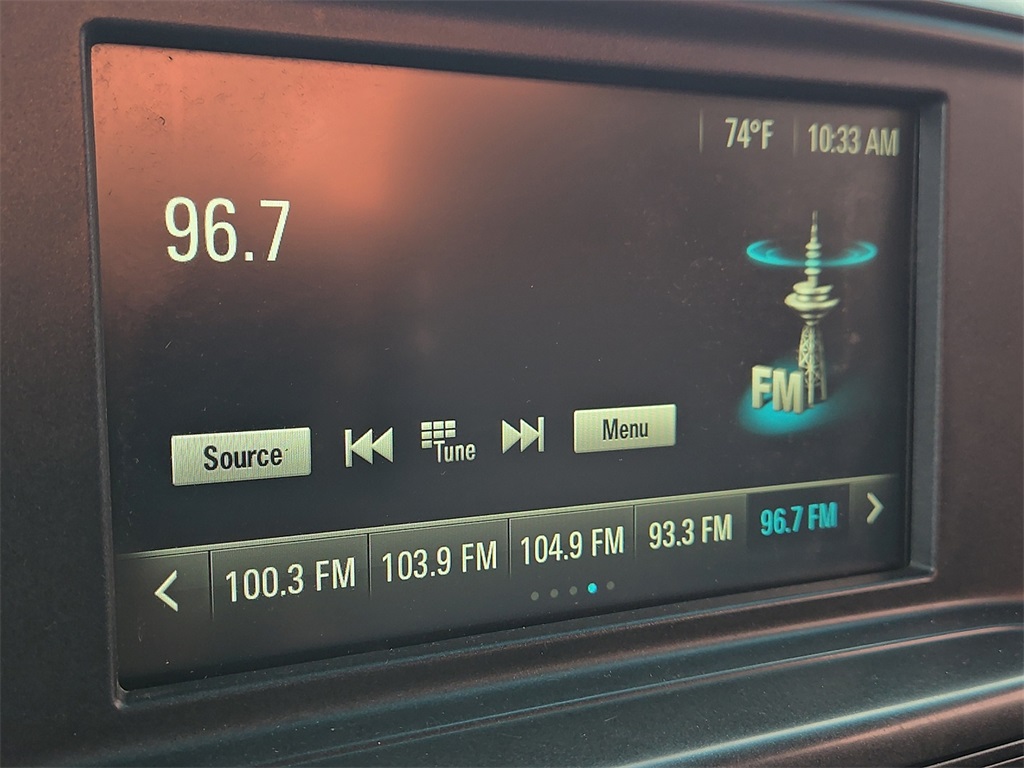 74°F 10:33 AM
96.7
FM
Source Tune Menu
100.3 FM 103.9 FM 104.9 FM 93.3 FM 96.7 FM